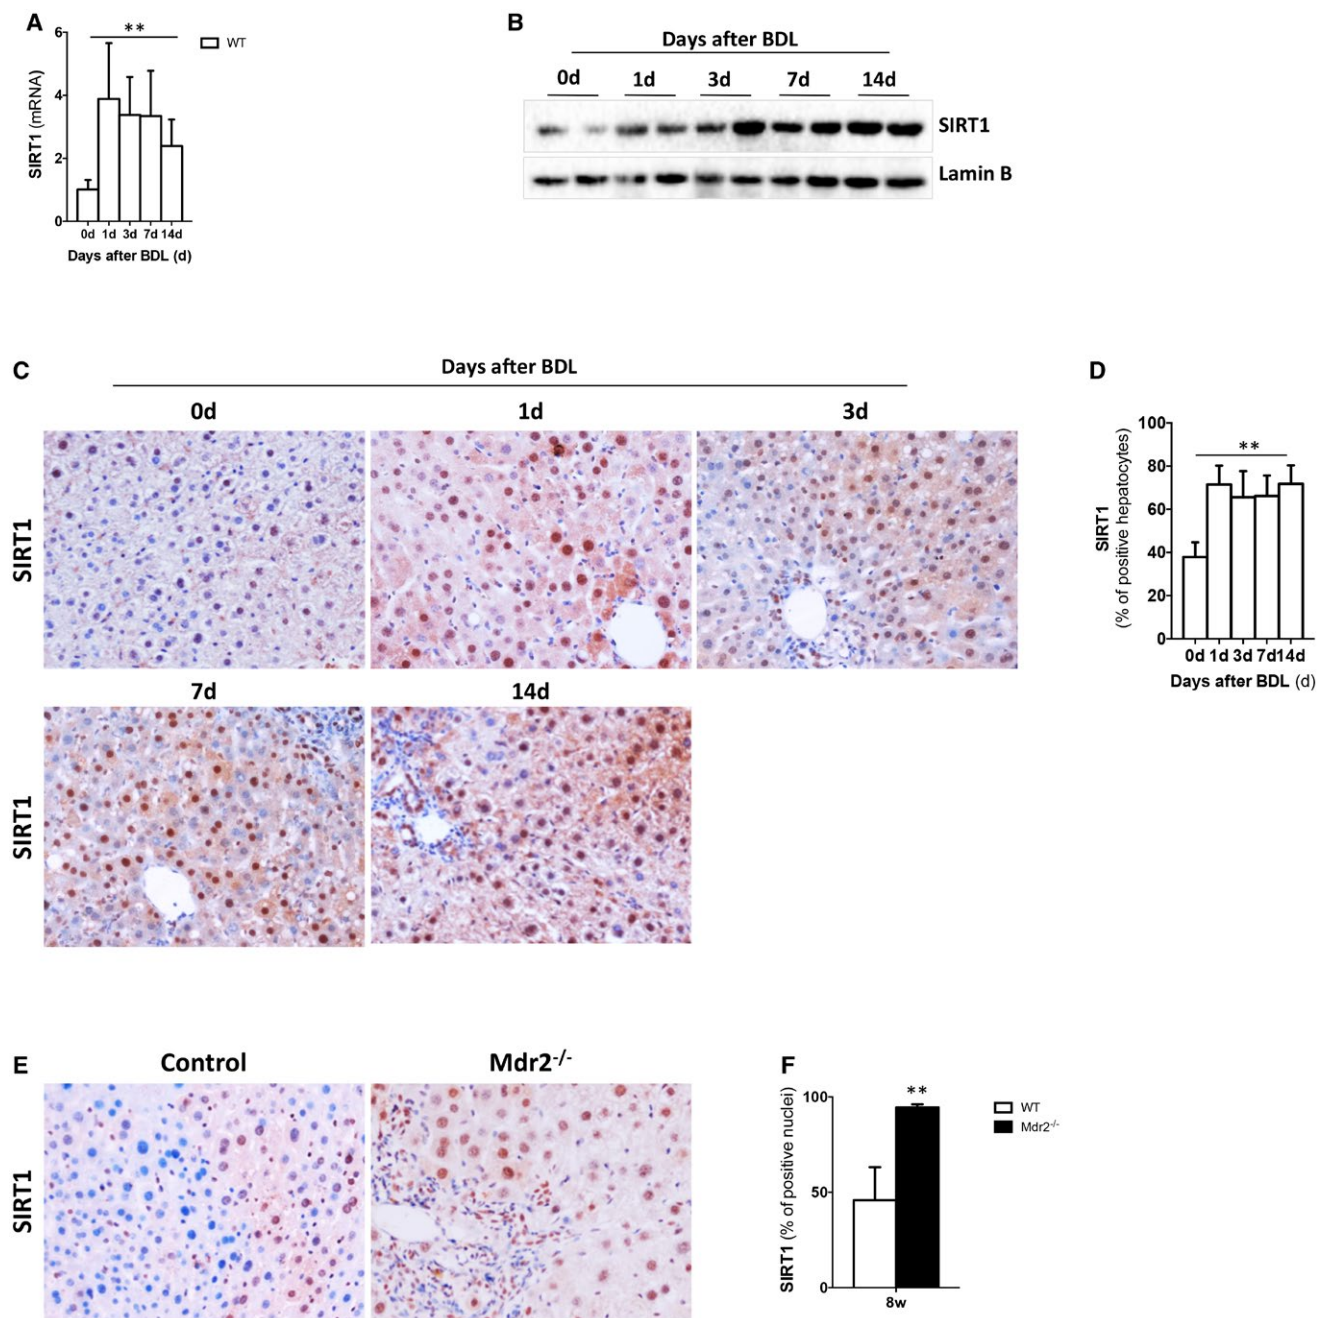 A
**
6
4
2
0
SIRT1 (mRNA)
WT
0d 1d 3d 7d 14d
Days after BDL (d)
B
Days after BDL
0d 1d 3d 7d 14d
SIRT1
Lamin B
C
Days after BDL
0d 1d 3d
SIRT1
7d 14d
SIRT1
D
**
100
80
60
40
20
0
SIRT1
(% of positive hepatocytes)
0d 1d 3d 7d 14d
Days after BDL (d)
E
Control Mdr2-/-
SIRT1
F
**
100
50
0
SIRT1 (% of positive nuclei)
8w
WT
Mdr2-/-